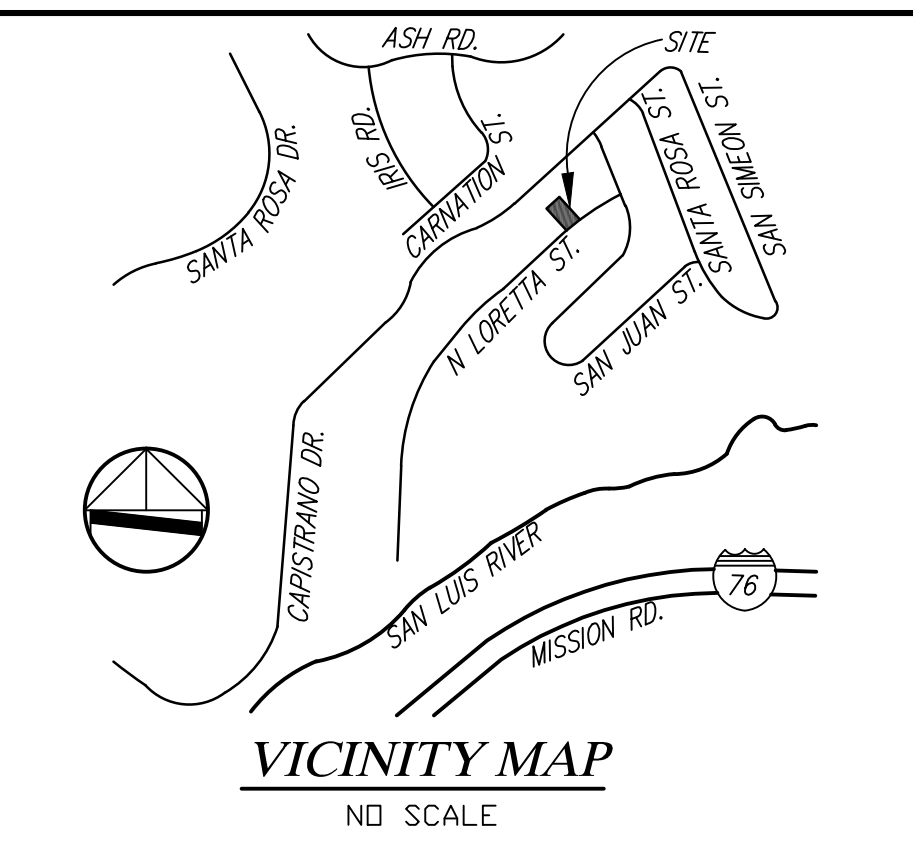 ASH RD.
SITE
IRIS RD.
CARNATION ST.
SANTA ROSA DR.
SANTA ROSA ST.
SAN SIMEON ST.
N LORETTA ST.
SAN JUAN ST.
CAPISTRANO DR.
SAN LUIS RIVER
76
MISSION RD.
VICINITY MAP
NO SCALE